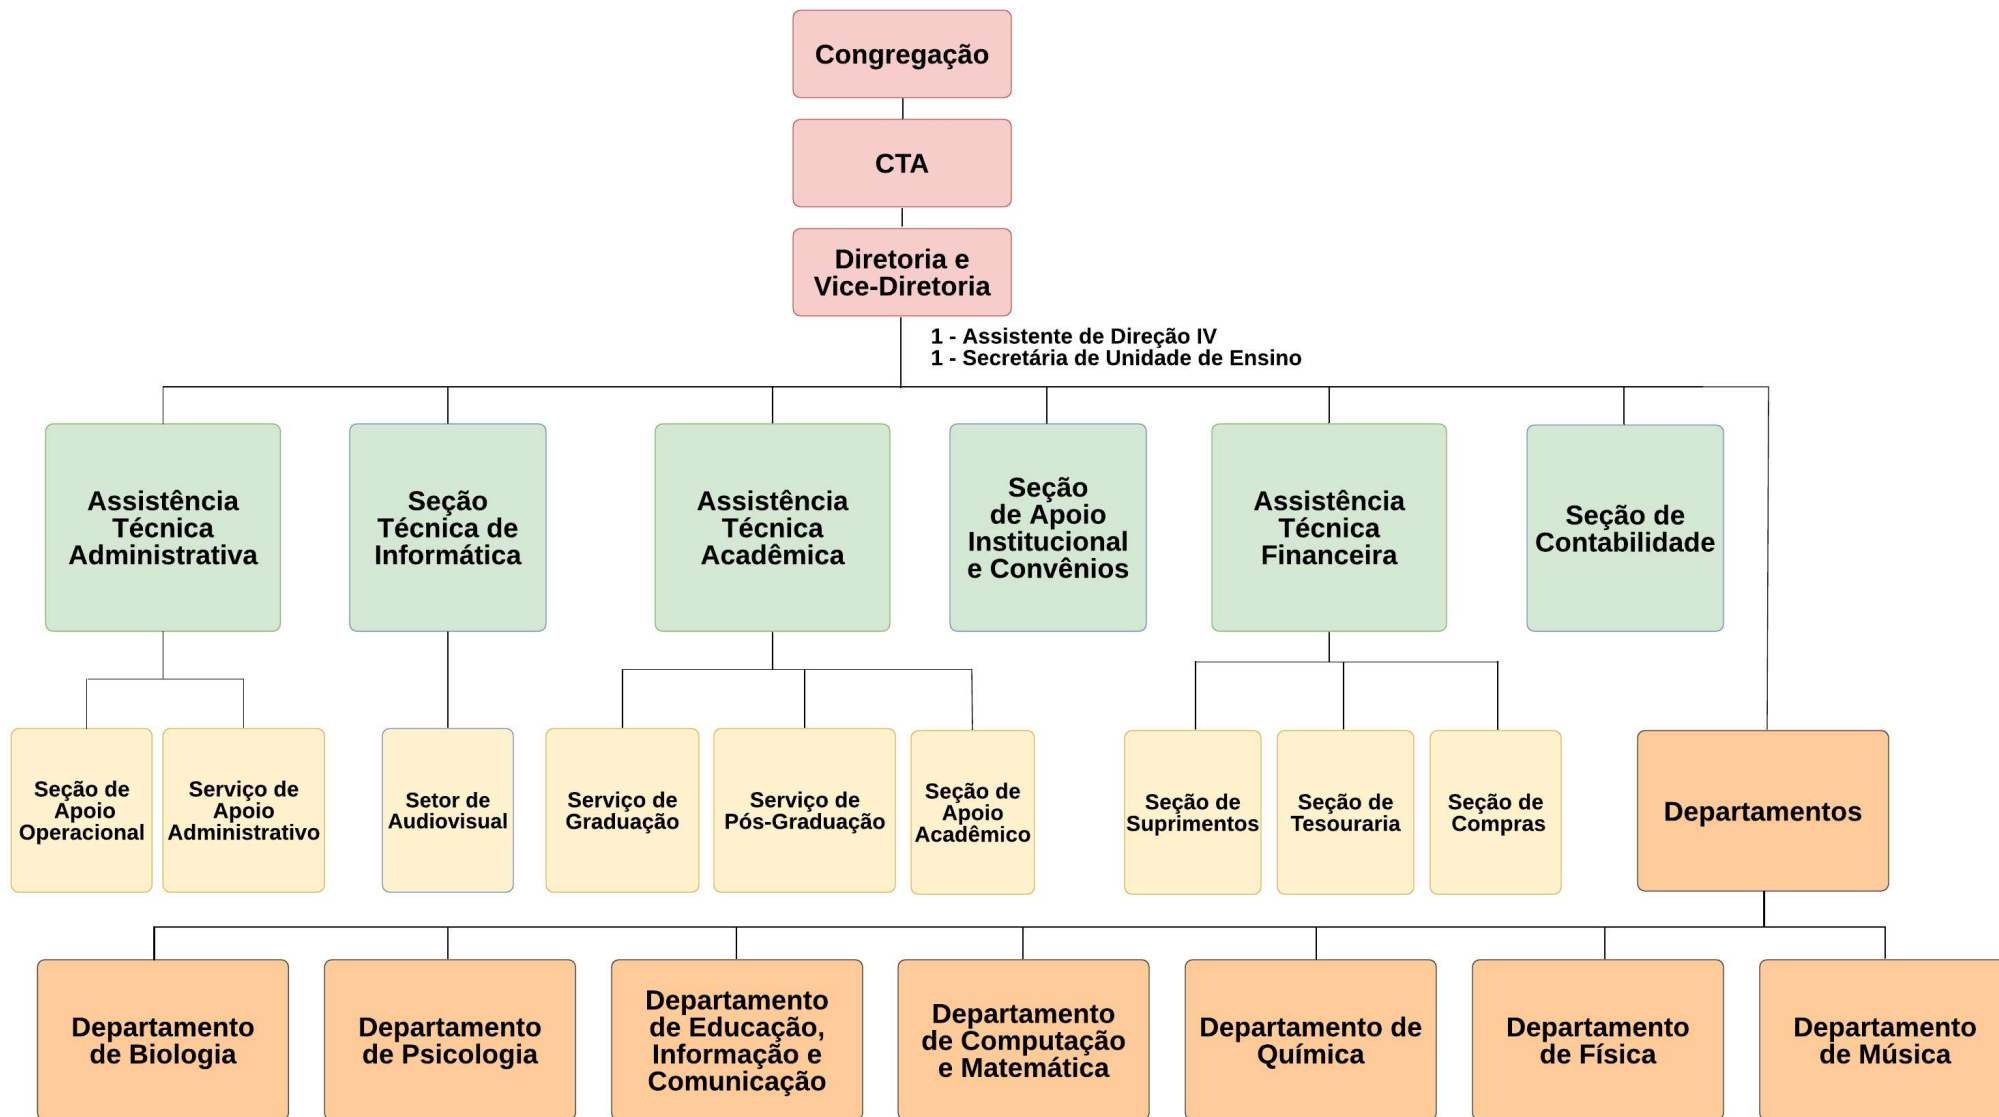 Congregação
CTA
Diretoria e
Vice-Diretoria
1 - Assistente de Direção IV
1 - Secretária de Unidade de Ensino
Assistência
Técnica
Administrativa
Seção
Técnica de
Informática
Assistência
Técnica
Acadêmica
Seção
de Apoio
Institucional
e Convênios
Assistência
Técnica
Financeira
Seção de
Contabilidade
Seção de
Apoio
Operacional
Serviço de
Apoio
Administrativo
Setor de
Audiovisual
Serviço de
Graduação
Serviço de
Pós-Graduação
Seção de
Apoio
Acadêmico
Seção de
Suprimentos
Seção de
Tesouraria
Seção de
Compras
Departamentos
Departamento
de Biologia
Departamento
de Psicologia
Departamento
de Educação,
Informação e
Comunicação
Departamento
de Computação
e Matemática
Departamento de
Química
Departamento
de Física
Departamento
de Música